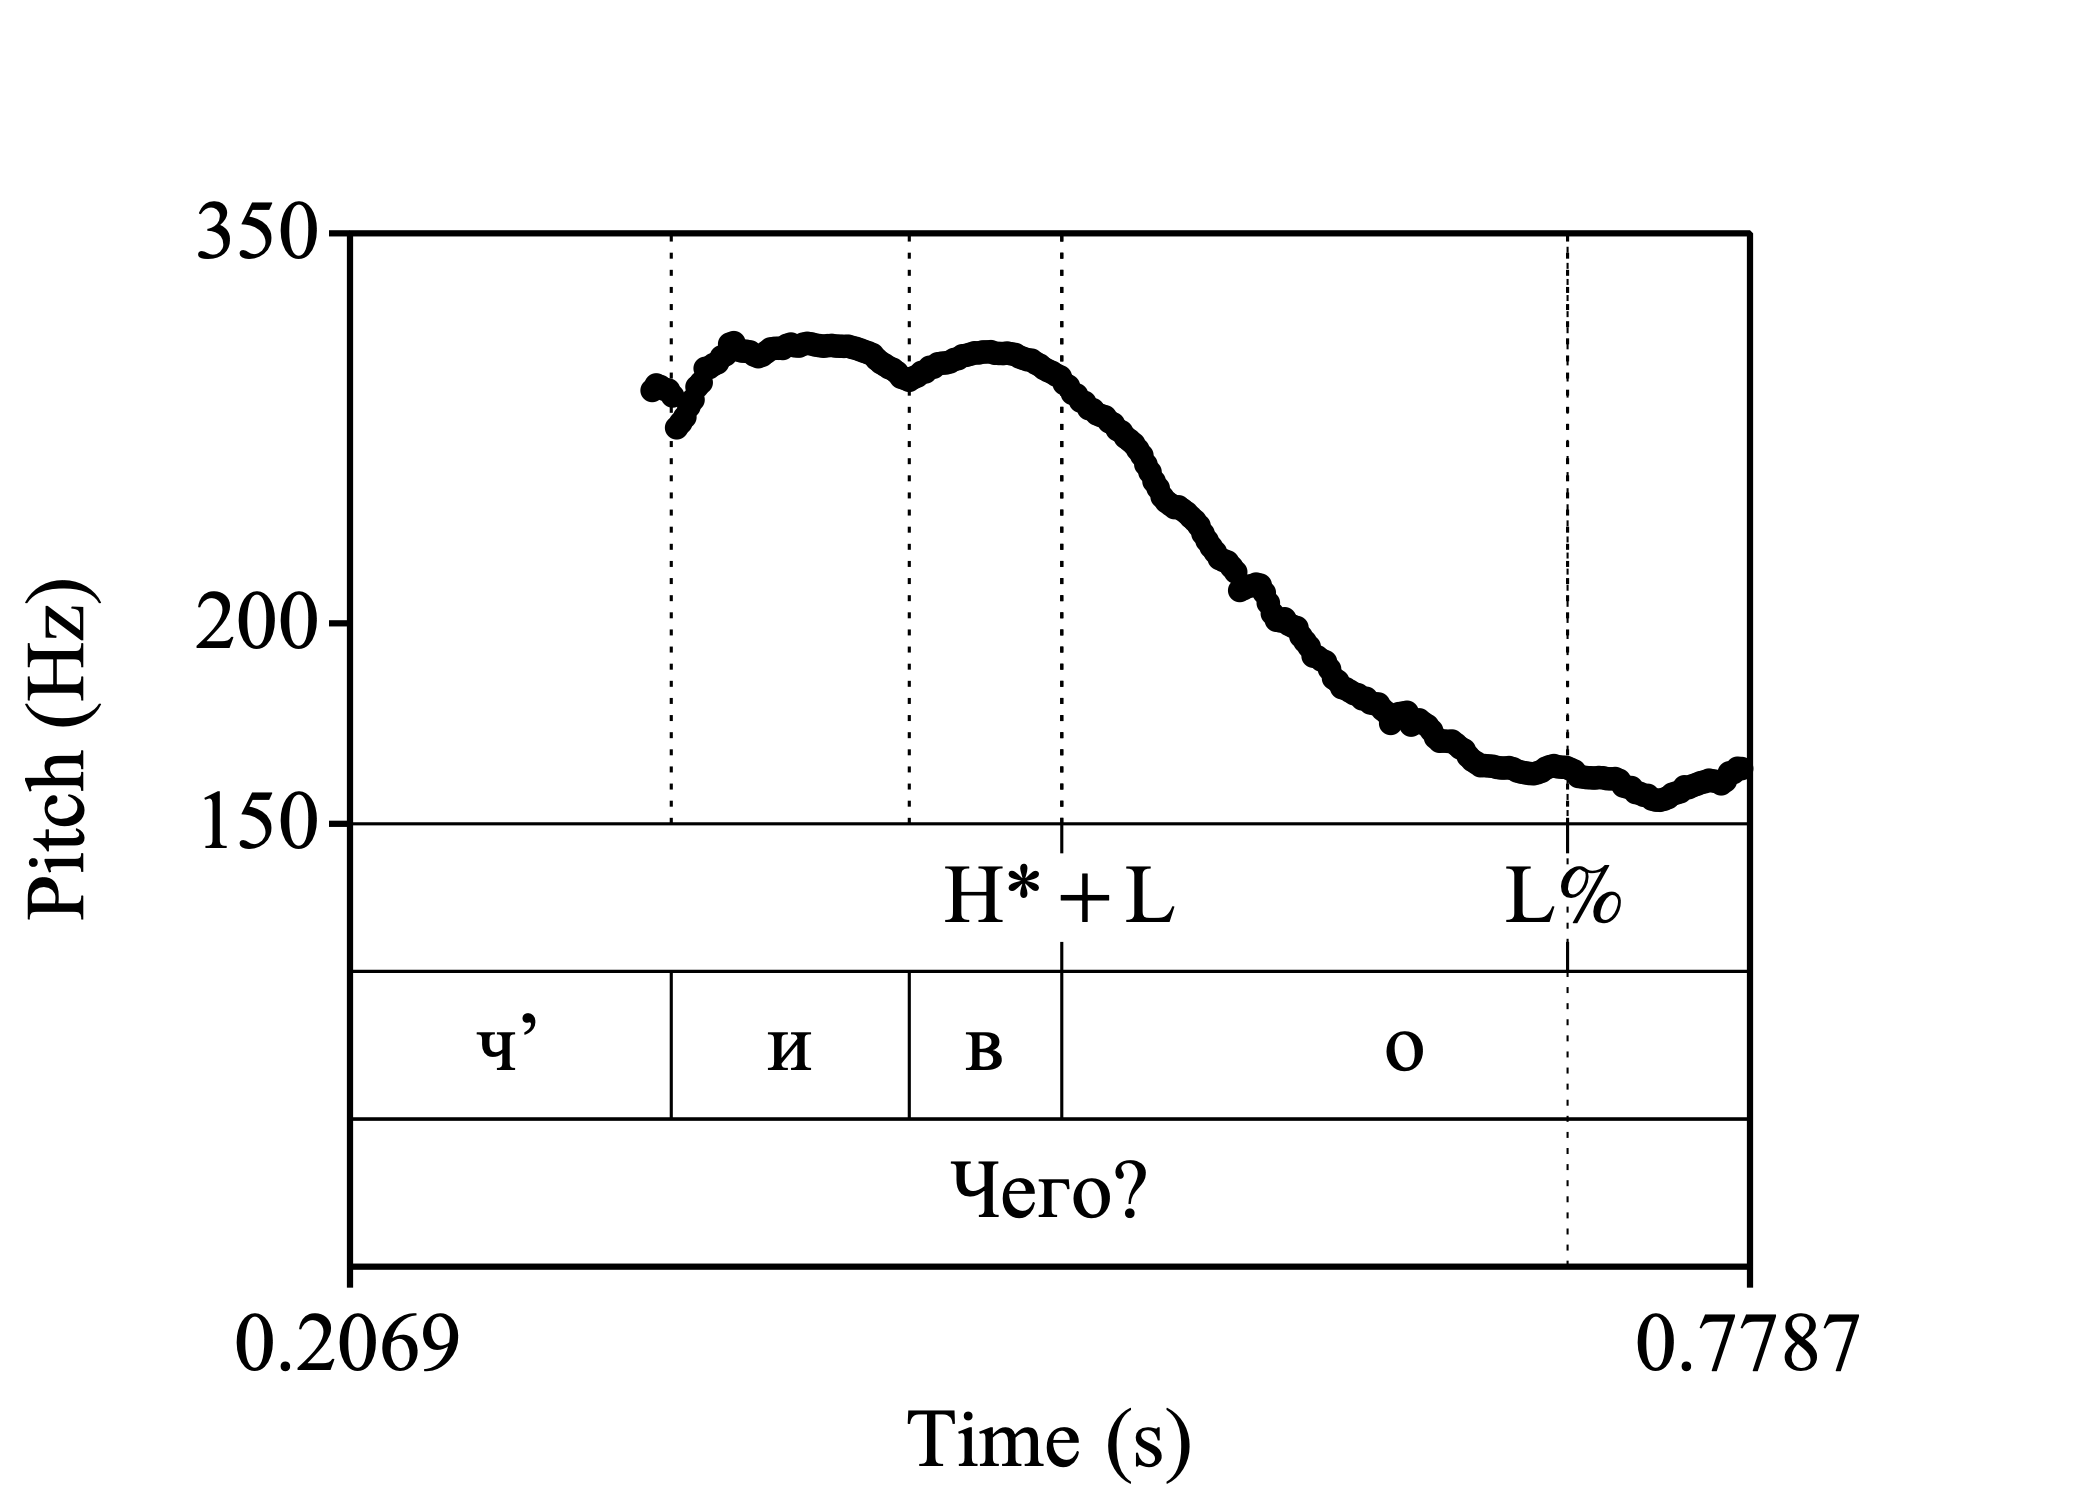 350
200
150
Pitch (Hz)
H* + L L%
ч’ и в о
Чего?
0.2069 0.7787
Time (s)